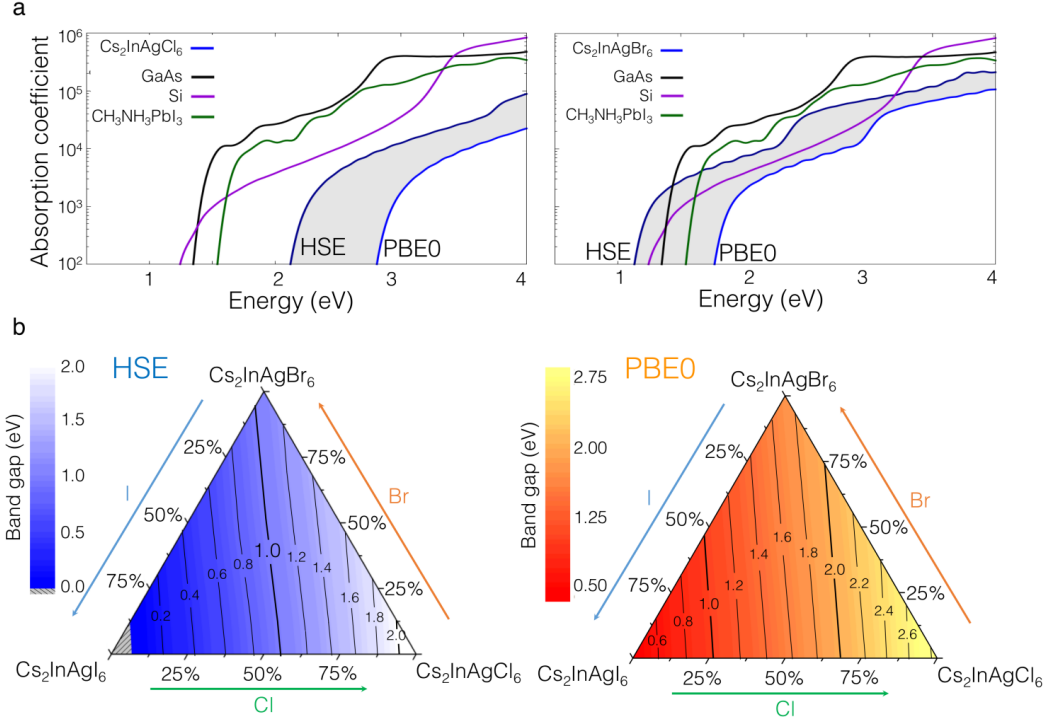 a
Absorption coefficient
10⁶
10⁵
10⁴
10³
10²
Cs₂InAgCl₆
GaAs
Si
CH₃NH₃PbI₃
HSE
PBE0
1
2
3
4
Energy (eV)
Cs₂InAgBr₆
GaAs
Si
CH₃NH₃PbI₃
HSE
PBE0
1
2
3
4
Energy (eV)
b
HSE
Band gap (eV)
2.0
1.5
1.0
0.5
0.0
Cs₂InAgBr₆
25%
75%
I
Br
50%
50%
75%
25%
0.2
0.4
0.6
0.8
1.0
1.2
1.4
1.6
1.8
2.0
Cs₂InAgI₆
Cs₂InAgCl₆
25%
50%
75%
Cl
PBE0
Band gap (eV)
2.75
2.00
1.25
0.50
Cs₂InAgBr₆
25%
75%
I
Br
50%
50%
75%
25%
0.6
0.8
1.0
1.2
1.4
1.6
1.8
2.0
2.2
2.4
2.6
Cs₂InAgI₆
Cs₂InAgCl₆
25%
50%
75%
Cl